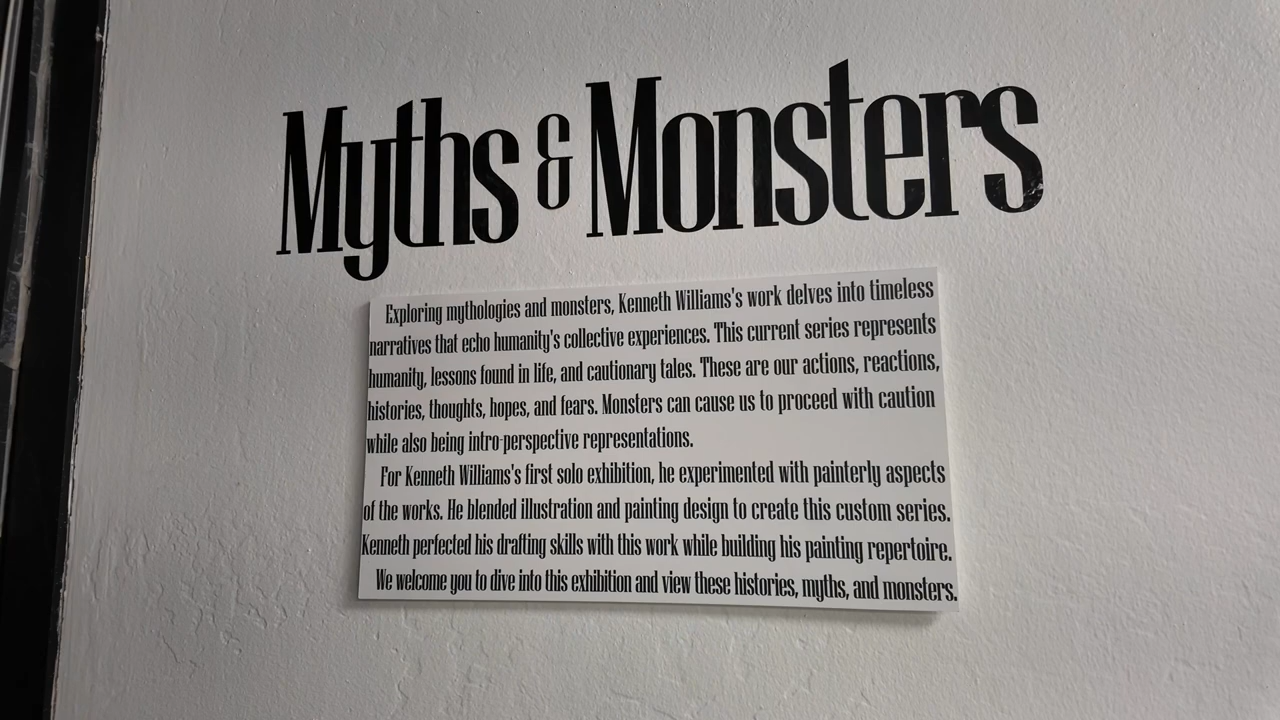 Myths & Monsters
Exploring mythologies and monsters, Kenneth Williams's work delves into timeless
narratives that echo humanity's collective experiences. This current series represents
humanity, lessons found in life, and cautionary tales. These are our actions, reactions,
histories, thoughts, hopes, and fears. Monsters can cause us to proceed with caution
while also being intro-perspective representations.
For Kenneth Williams's first solo exhibition, he experimented with painterly aspects
of the works. He blended illustration and painting design to create this custom series.
Kenneth perfected his drafting skills with this work while building his painting repertoire.
We welcome you to dive into this exhibition and view these histories, myths, and monsters.